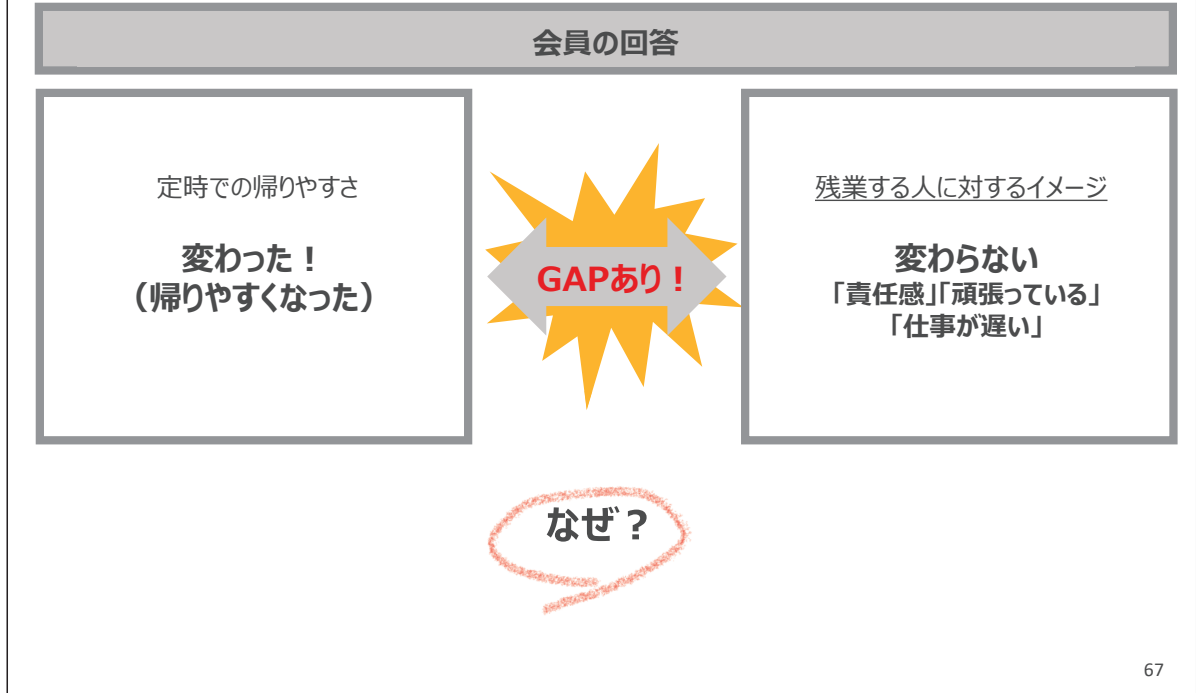 会員の回答
定時での帰りやすさ
変わった！
（帰りやすくなった）
GAPあり！
残業する人に対するイメージ
変わらない
「責任感」「頑張っている」
「仕事が遅い」
なぜ？
67